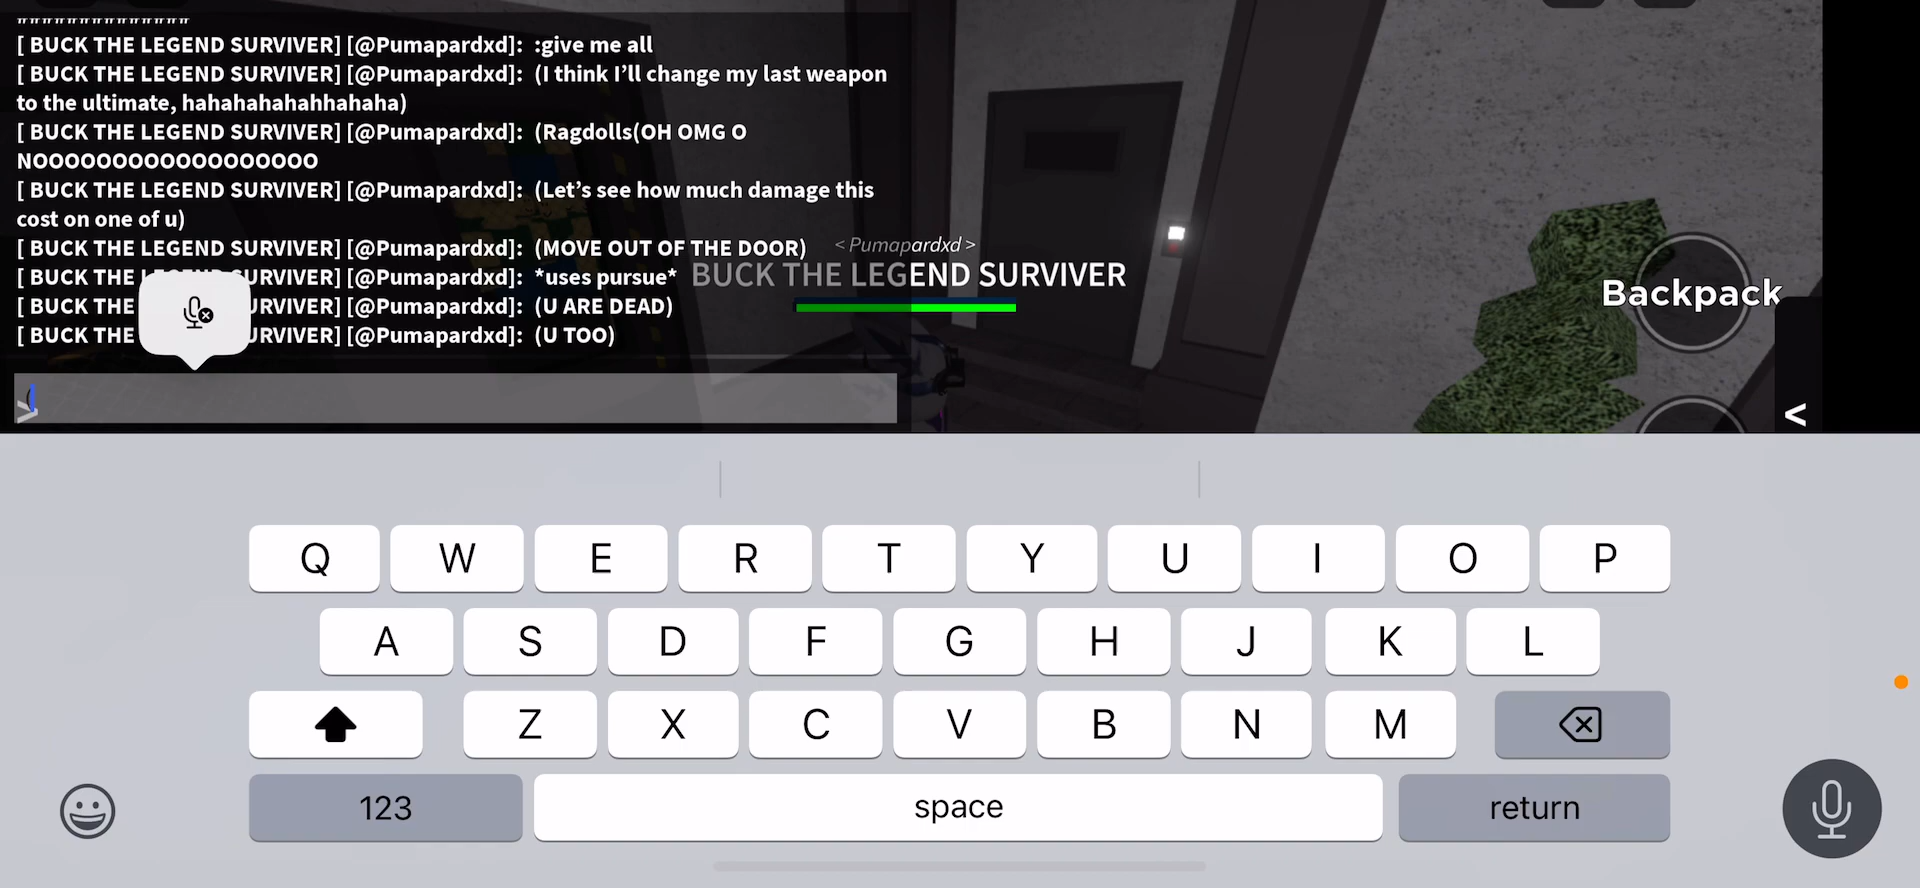 [ BUCK THE LEGEND SURVIVER] [@Pumapardxd]: :give me all
[ BUCK THE LEGEND SURVIVER] [@Pumapardxd]: (I think I’ll change my last weapon
to the ultimate, hahahahahahhahaha)
[ BUCK THE LEGEND SURVIVER] [@Pumapardxd]: (Ragdolls(OH OMG O
NOOOOOOOOOOOOOOOOOO
[ BUCK THE LEGEND SURVIVER] [@Pumapardxd]: (Let’s see how much damage this
cost on one of u)
[ BUCK THE LEGEND SURVIVER] [@Pumapardxd]: (MOVE OUT OF THE DOOR)
[ BUCK THE LEGEND SURVIVER] [@Pumapardxd]: *uses pursue*
[ BUCK THE URVIVER] [@Pumapardxd]: (U ARE DEAD)
[ BUCK THE URVIVER] [@Pumapardxd]: (U TOO)
< Pumapardxd >
BUCK THE LEGEND SURVIVER
Backpack
<
>
(
Q W E R T Y U I O P
A S D F G H J K L
Z X C V B N M
123 space return